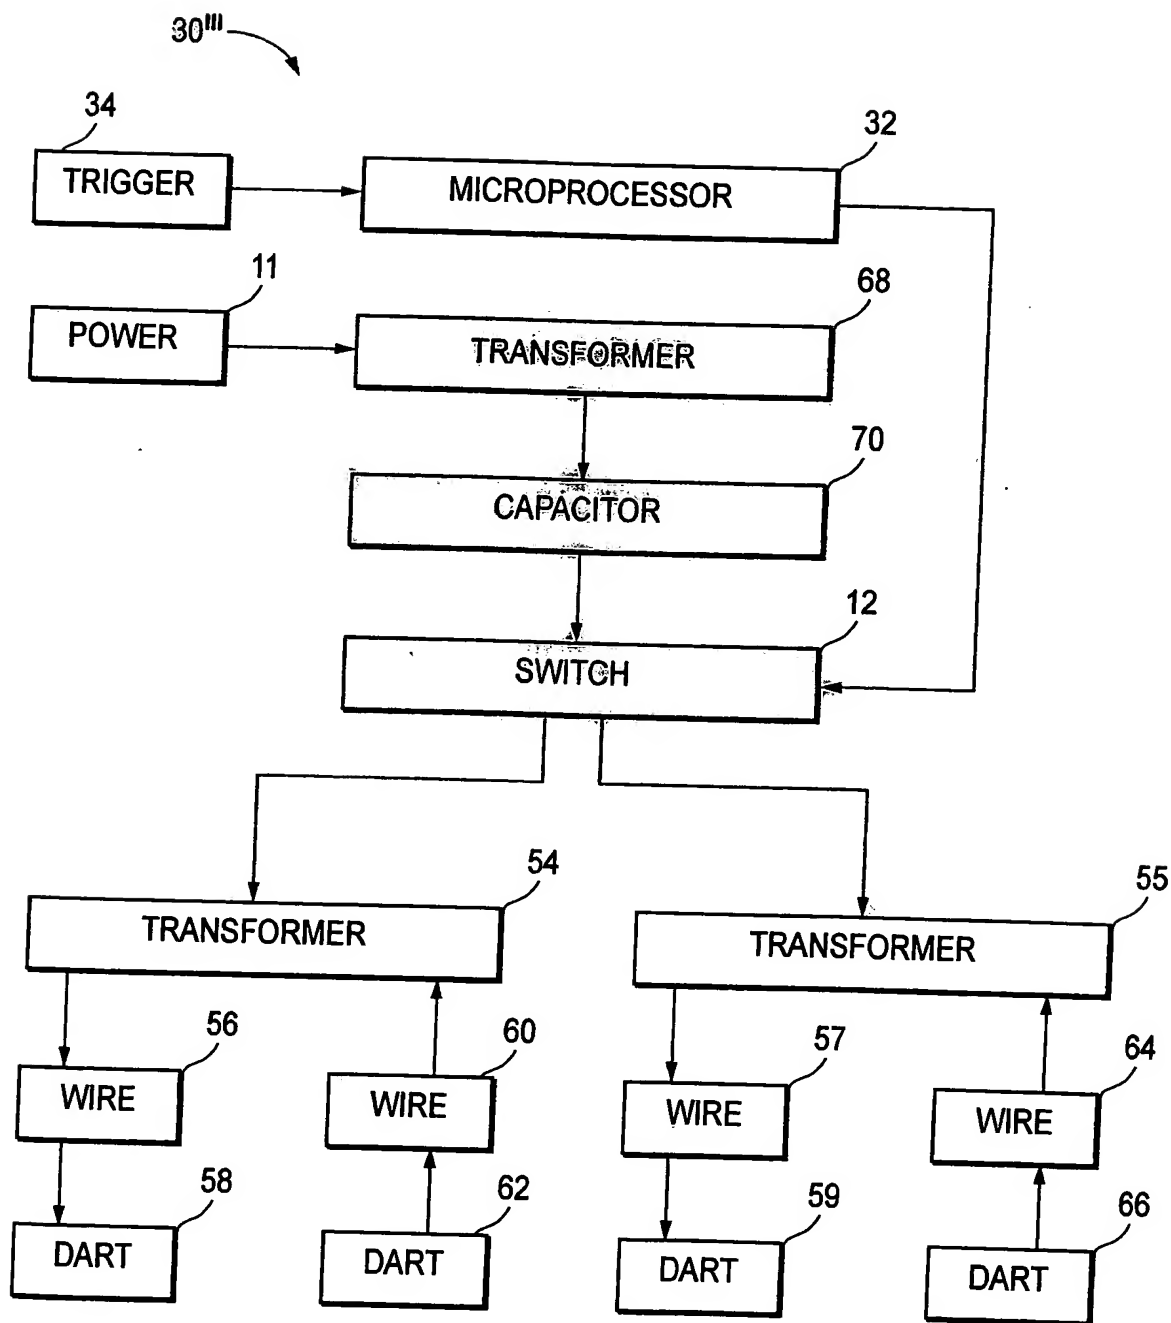 30'''
34
TRIGGER
32
MICROPROCESSOR
11
POWER
68
TRANSFORMER
70
CAPACITOR
12
SWITCH
54
TRANSFORMER
55
TRANSFORMER
56
WIRE
60
WIRE
57
WIRE
64
WIRE
58
DART
62
DART
59
DART
66
DART